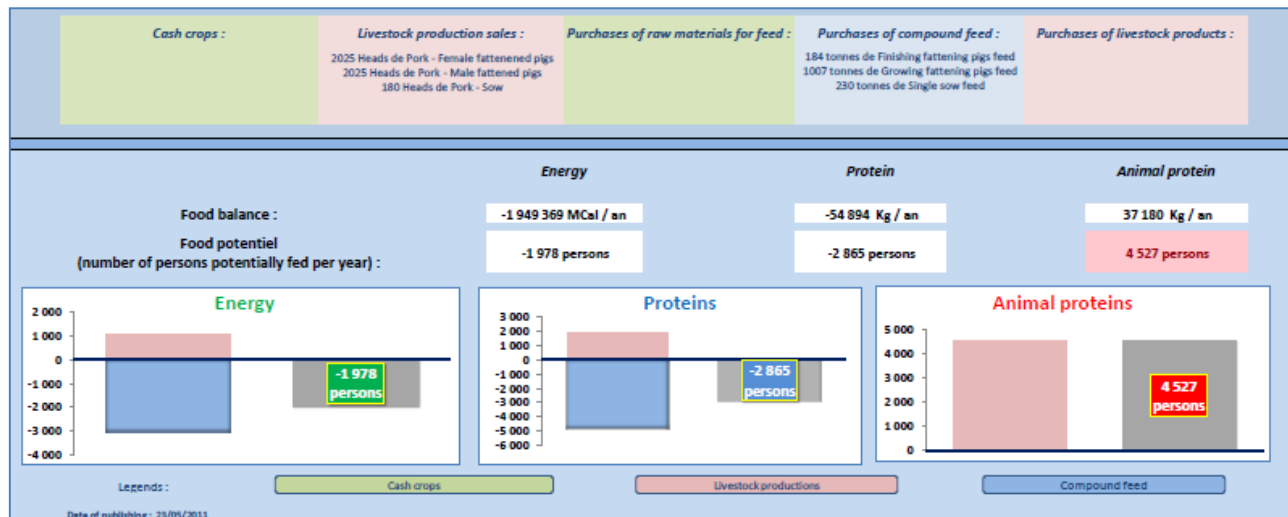 Cash crops :
Livestock production sales :
2025 Heads de Pork - Female fattenened pigs
2025 Heads de Pork - Male fattened pigs
180 Heads de Pork - Sow
Purchases of raw materials for feed :
Purchases of compound feed :
184 tonnes de Finishing fattening pigs feed
1007 tonnes de Growing fattening pigs feed
230 tonnes de Single sow feed
Purchases of livestock products :
Energy Protein Animal protein
Food balance : -1 949 369 MCal / an -54 894 Kg / an 37 180 Kg / an
Food potentiel
(number of persons potentially fed per year) : -1 978 persons -2 865 persons 4 527 persons
Energy
2 000
1 000
0
-1 000
-2 000
-3 000
-4 000
-1 978
persons
Proteins
3 000
2 000
1 000
0
-1 000
-2 000
-3 000
-4 000
-5 000
-6 000
-2 865
persons
Animal proteins
5 000
4 000
3 000
2 000
1 000
0
4 527
persons
Legends : Cash crops Livestock productions Compound feed
Date of publishing : 23/05/2011